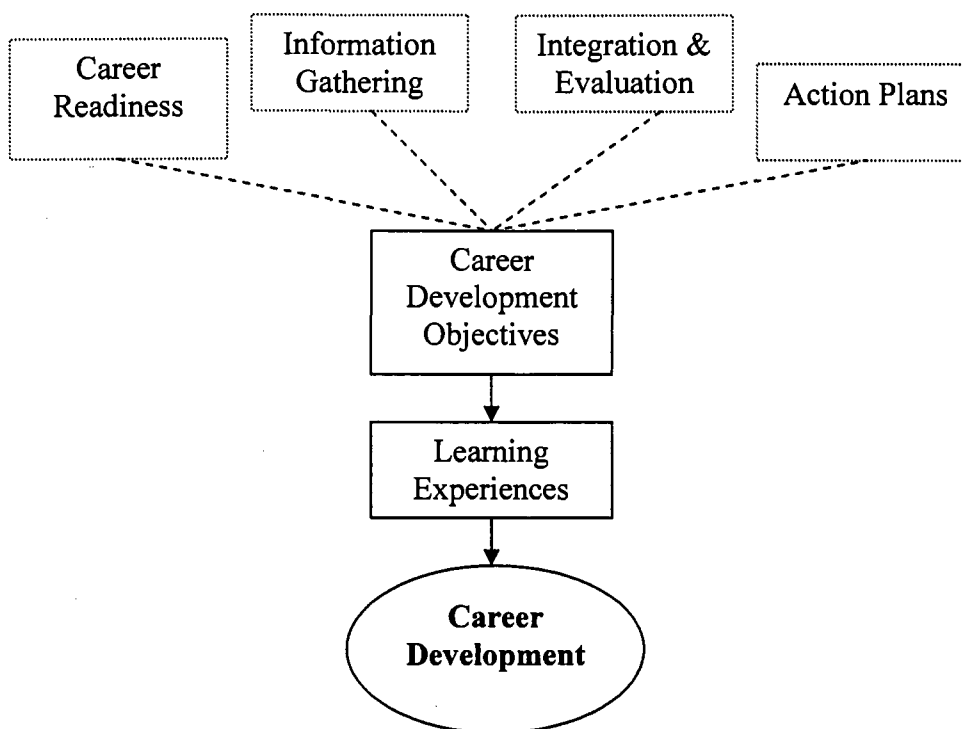 Career
Readiness
Information
Gathering
Integration &
Evaluation
Action Plans
Career
Development
Objectives
Learning
Experiences
Career
Development